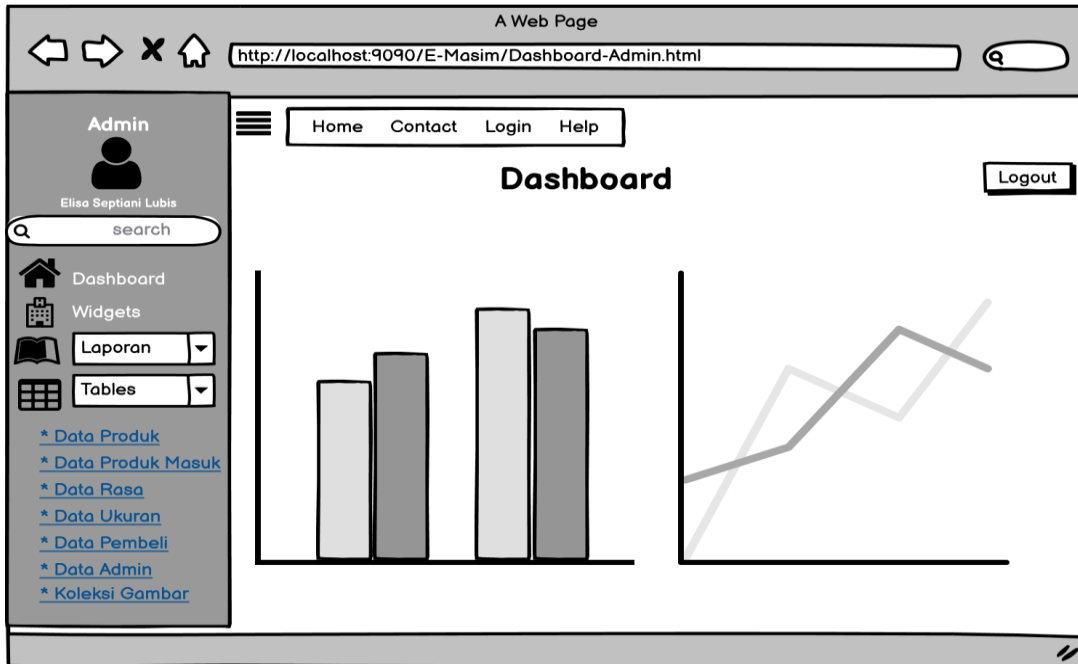 A Web Page
http://localhost:9090/E-Masim/Dashboard-Admin.html
Admin
Elisa Septiani Lubis
search
Dashboard
Widgets
Laporan
Tables
* Data Produk
* Data Produk Masuk
* Data Rasa
* Data Ukuran
* Data Pembeli
* Data Admin
* Koleksi Gambar
Home Contact Login Help
Dashboard
Logout